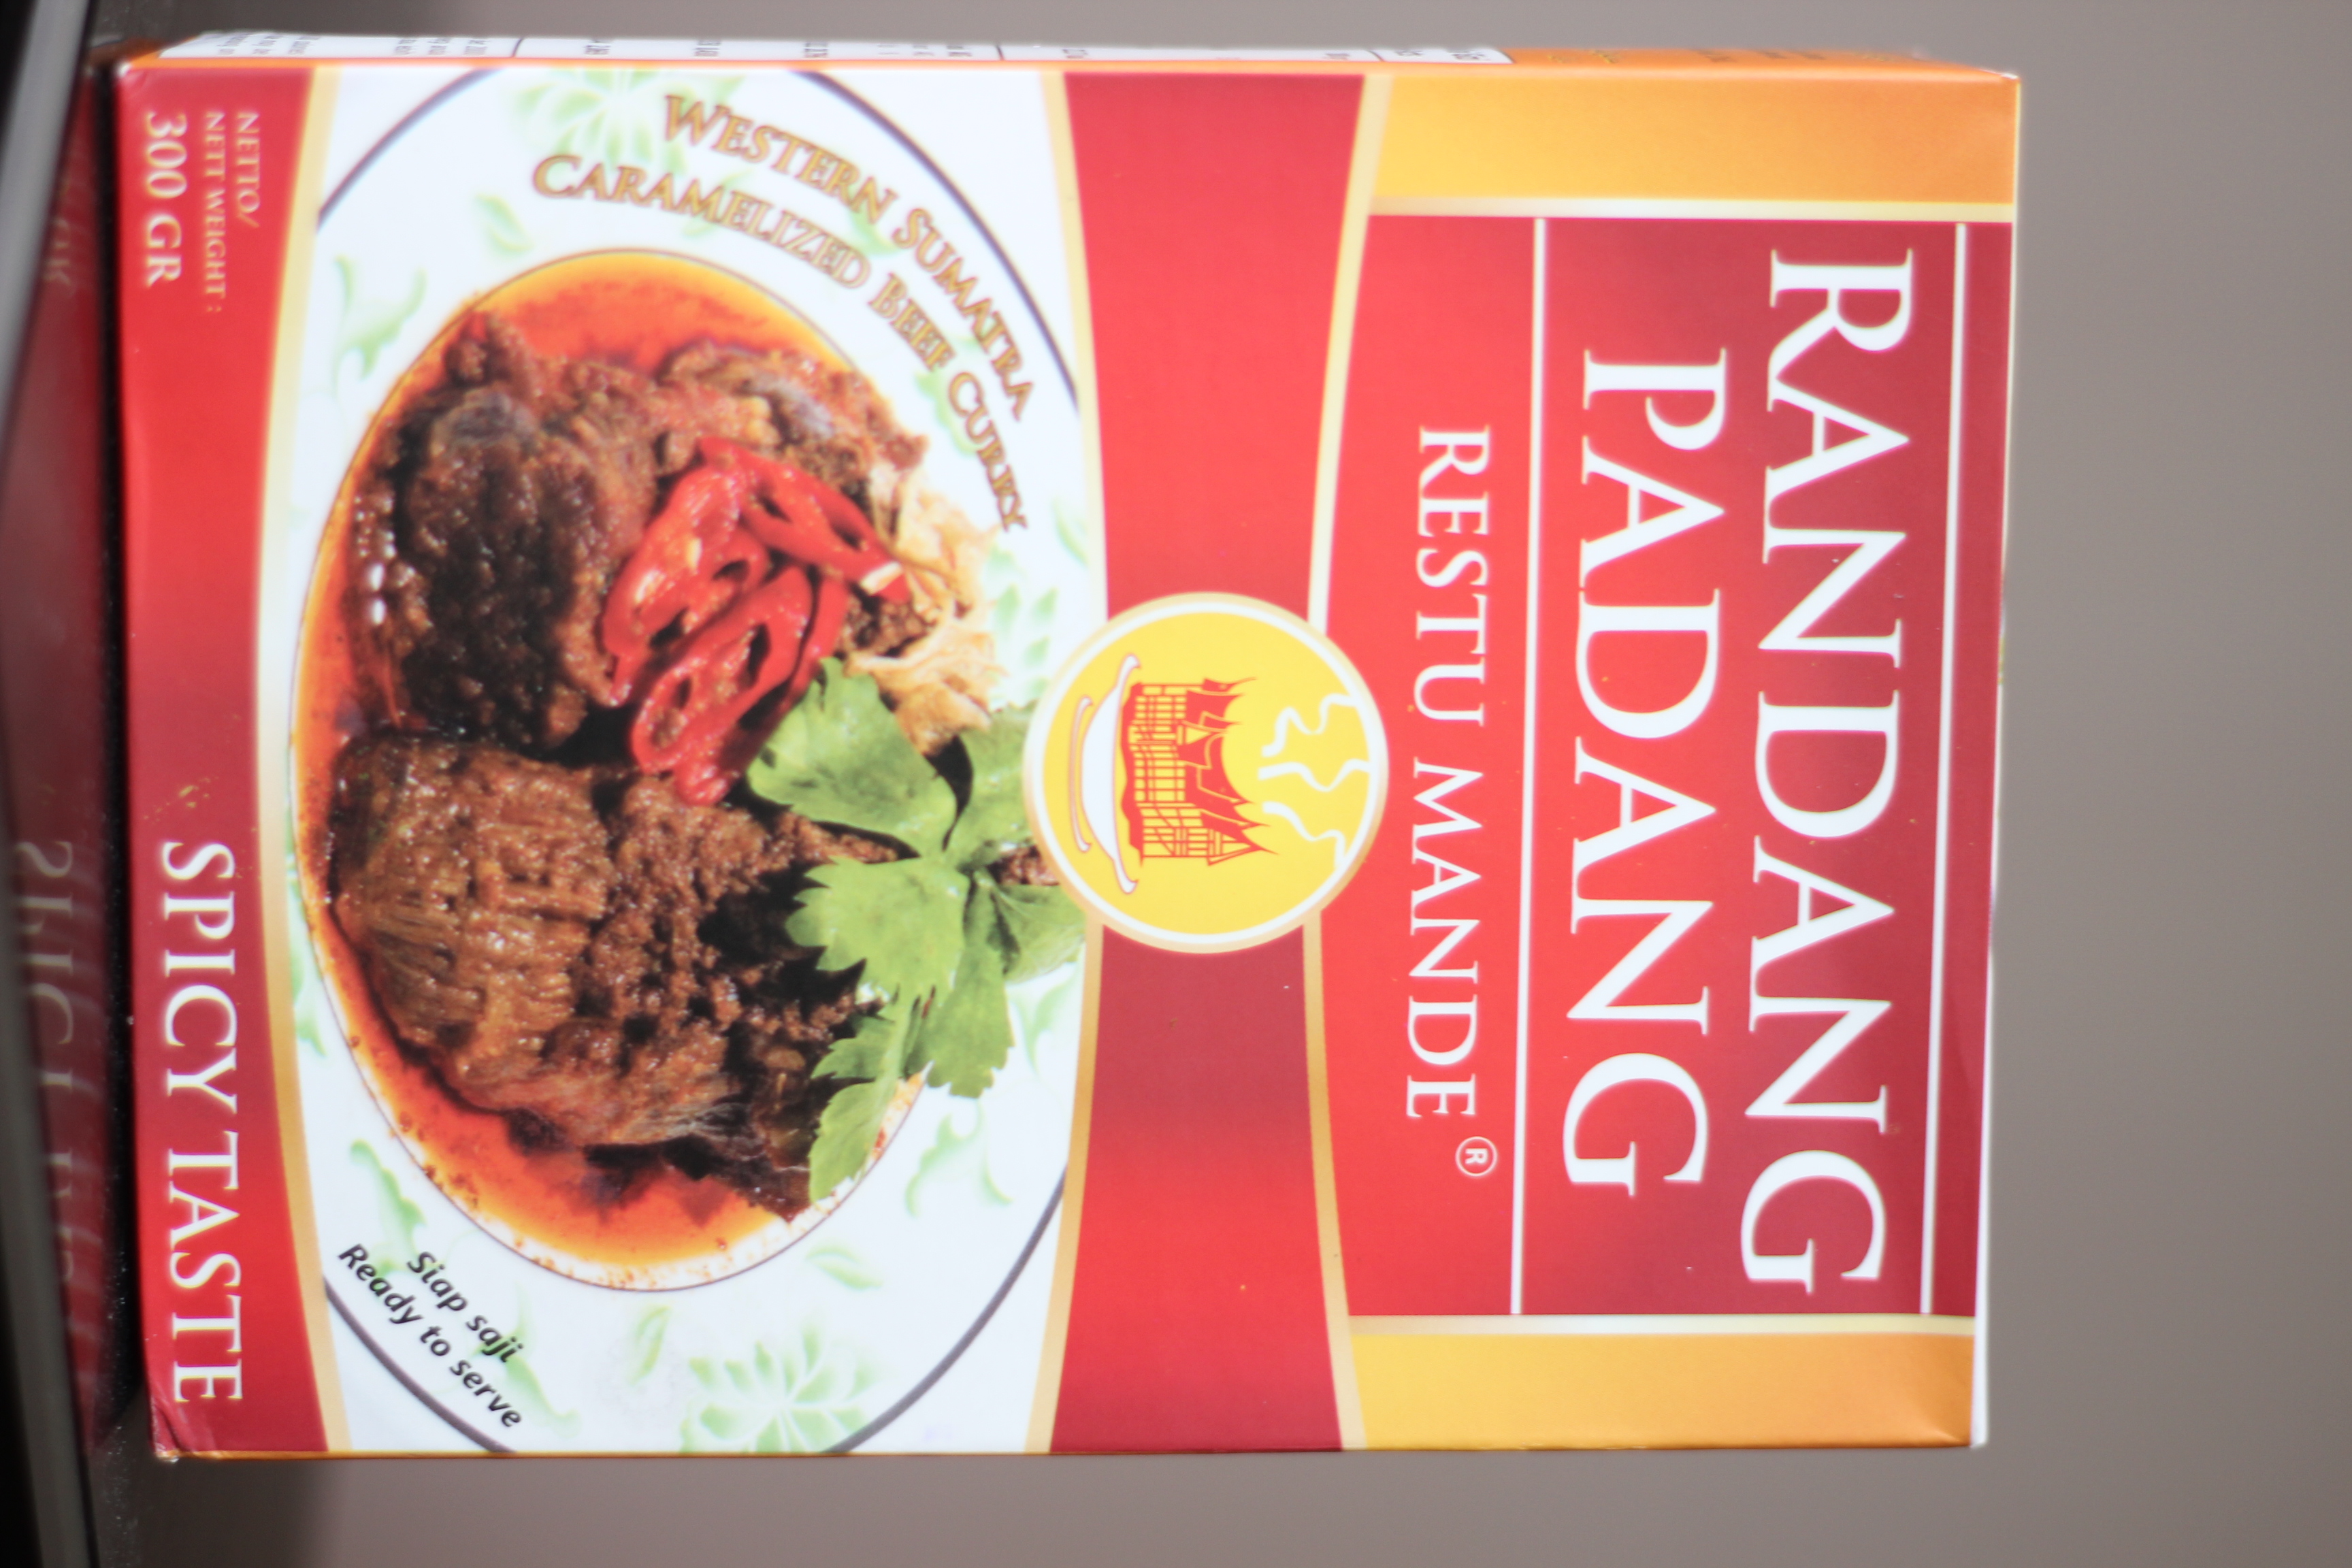 RANDANG
PADANG
RESTU MANDE®
WESTERN SUMATRA
CARAMELIZED BEEF CURRY
Siap saji
Ready to serve
NETTO/
NETT WEIGHT :
300 GR
SPICY TASTE